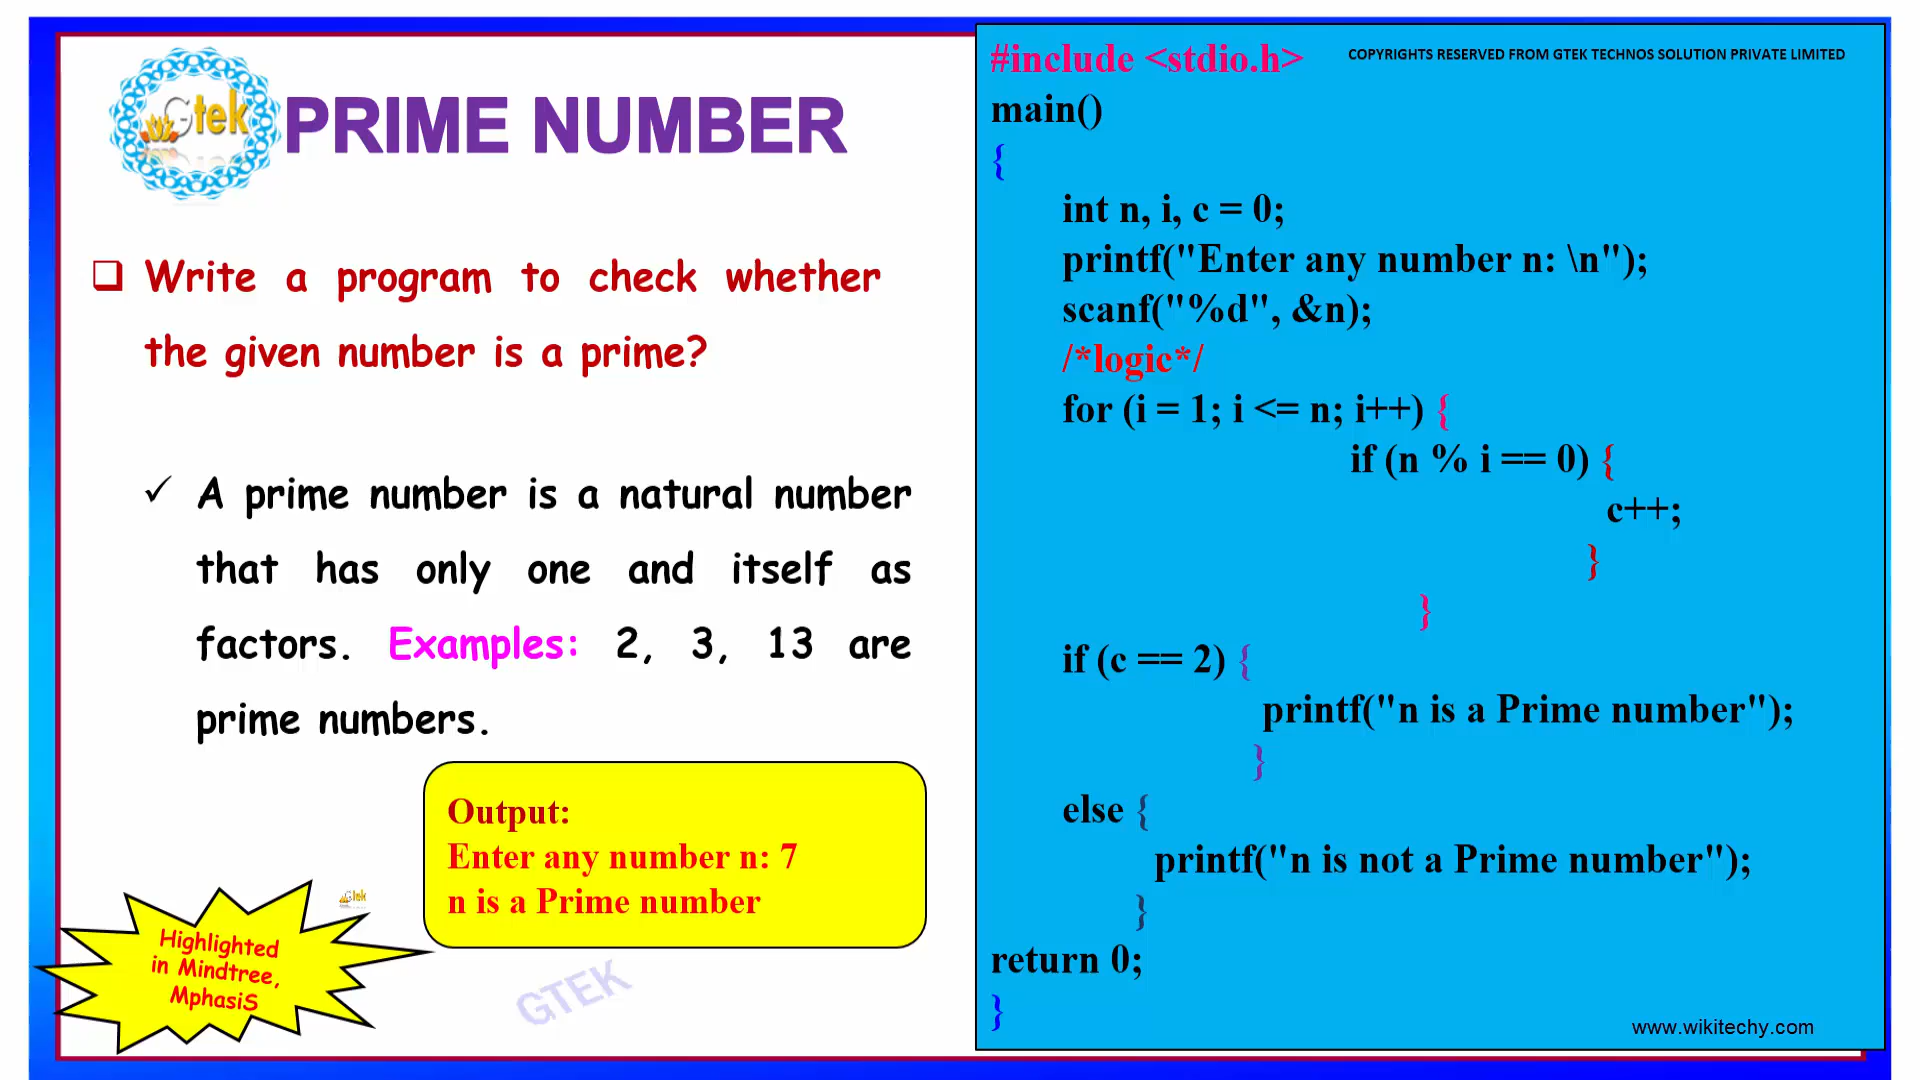 Gtek
PRIME NUMBER
Write a program to check whether
the given number is a prime?
A prime number is a natural number
that has only one and itself as
factors. Examples: 2, 3, 13 are
prime numbers.
Output:
Enter any number n: 7
n is a Prime number
Gtek
Highlighted
in Mindtree,
MphasiS
GTEK
#include <stdio.h>
COPYRIGHTS RESERVED FROM GTEK TECHNOS SOLUTION PRIVATE LIMITED
main()
{
int n, i, c = 0;
printf("Enter any number n: \n");
scanf("%d", &n);
/*logic*/
for (i = 1; i <= n; i++) {
if (n % i == 0) {
c++;
}
}
if (c == 2) {
printf("n is a Prime number");
}
else {
printf("n is not a Prime number");
}
return 0;
}
www.wikitechy.com